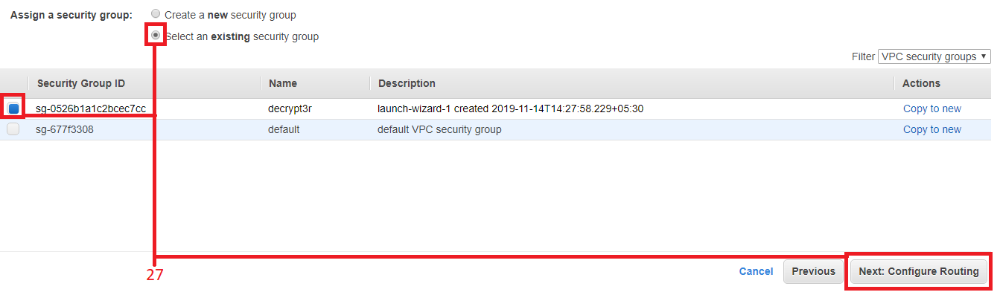 Assign a security group: Create a new security group
Select an existing security group
Filter VPC security groups
Security Group ID Name Description Actions
sg-0526b1a1c2bcec7cc decrypt3r launch-wizard-1 created 2019-11-14T14:27:58.229+05:30 Copy to new
sg-677f3308 default default VPC security group Copy to new
27 Cancel Previous Next: Configure Routing